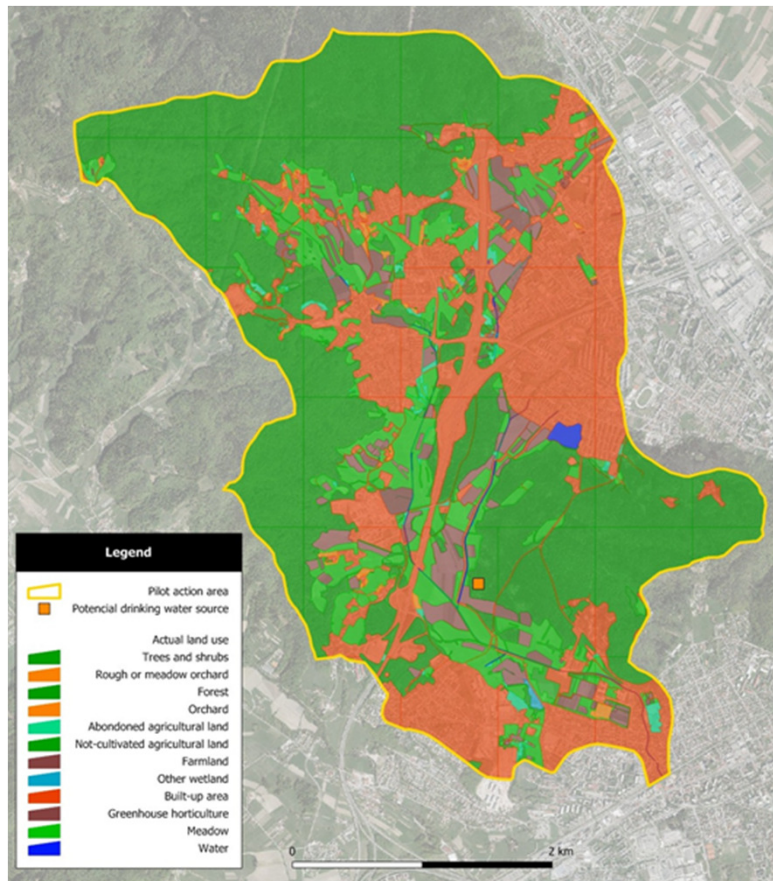 Legend
Pilot action area
Potencial drinking water source
Actual land use
Trees and shrubs
Rough or meadow orchard
Forest
Orchard
Abondoned agricultural land
Not-cultivated agricultural land
Farmland
Other wetland
Built-up area
Greenhouse horticulture
Meadow
Water
0 2 km